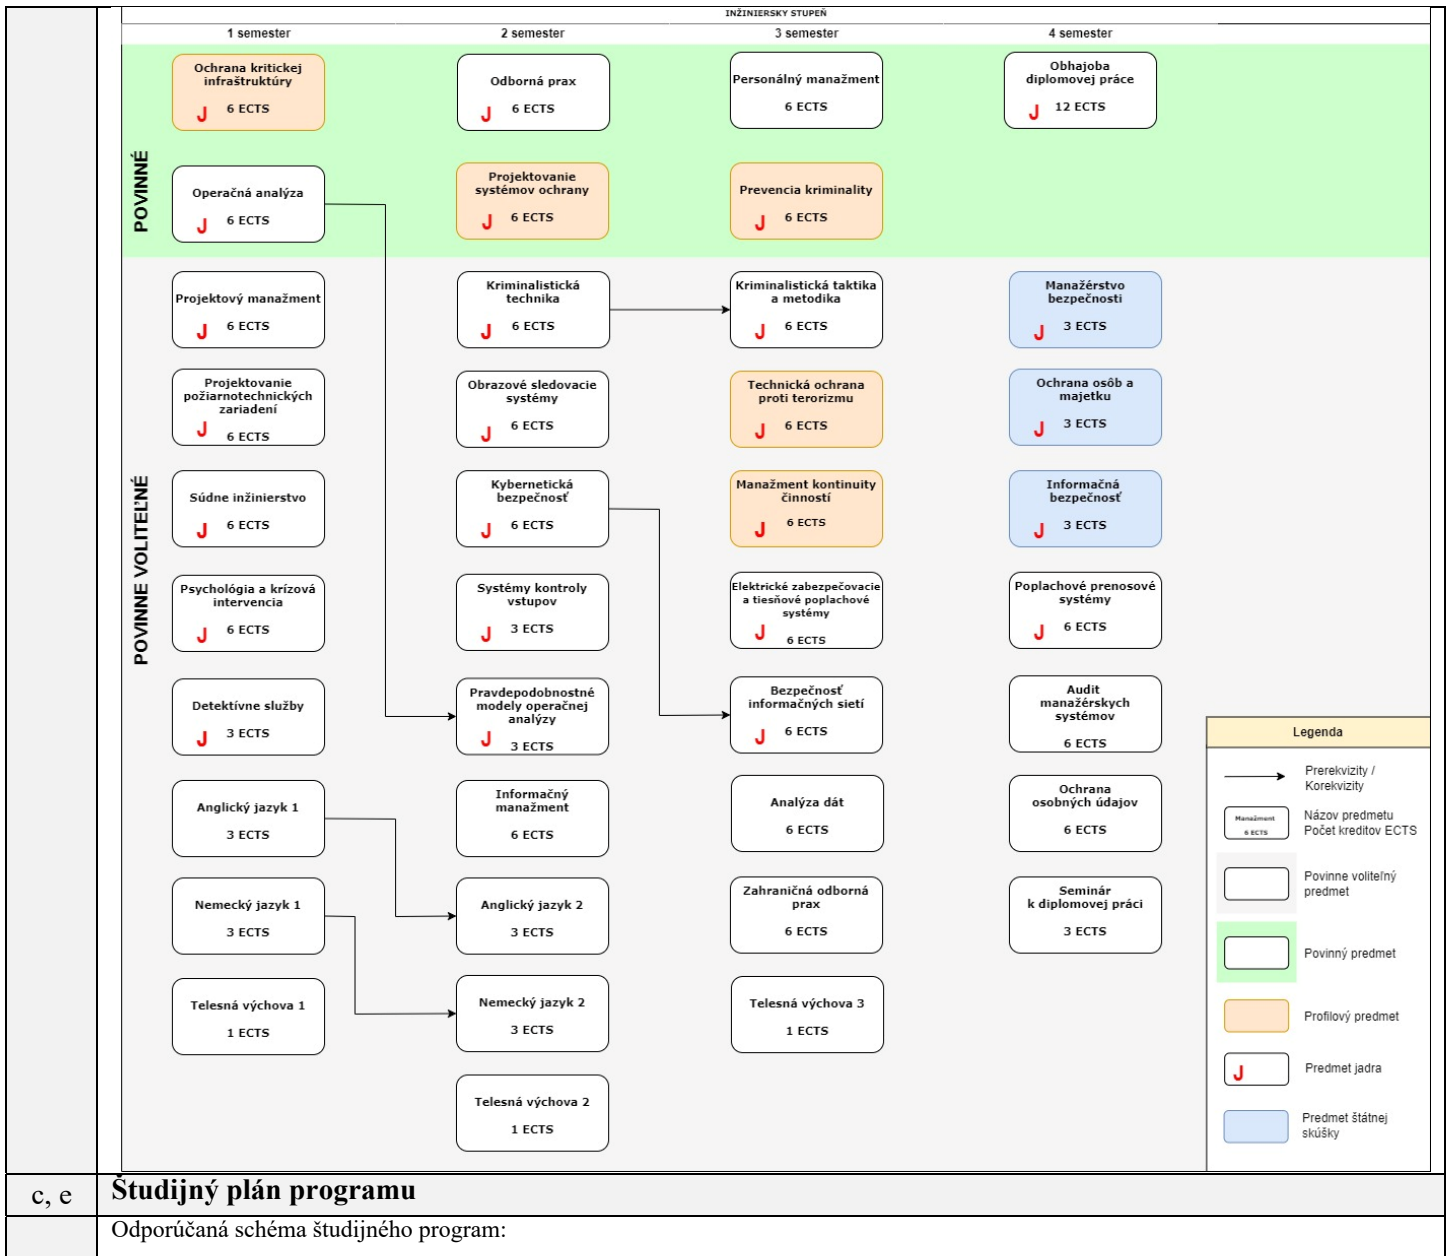 INŽINIERSKY STUPEŇ
1 semester
2 semester
3 semester
4 semester
POVINNÉ
Ochrana kritickej
infraštruktúry
J 6 ECTS
Odborná prax
J 6 ECTS
Personálný manažment
6 ECTS
Obhajoba
diplomovej práce
J 12 ECTS
Operačná analýza
J 6 ECTS
Projektovanie
systémov ochrany
J 6 ECTS
Prevencia kriminality
J 6 ECTS
POVINNE VOLITEĽNÉ
Projektový manažment
J 6 ECTS
Kriminalistická
technika
J 6 ECTS
Kriminalistická taktika
a metodika
J 6 ECTS
Manažérstvo
bezpečnosti
J 3 ECTS
Projektovanie
požiarnotechnických
zariadení
J 6 ECTS
Obrazové sledovacie
systémy
J 6 ECTS
Technická ochrana
proti terorizmu
J 6 ECTS
Ochrana osôb a
majetku
J 3 ECTS
Súdne inžinierstvo
J 6 ECTS
Kybernetická
bezpečnosť
J 6 ECTS
Manažment kontinuity
činností
J 6 ECTS
Informačná
bezpečnosť
J 3 ECTS
Psychológia a krízová
intervencia
J 6 ECTS
Systémy kontroly
vstupov
J 3 ECTS
Elektrické zabezpečovacie
a tiesňové poplachové
systémy
J 6 ECTS
Poplachové prenosové
systémy
J 6 ECTS
Detektívne služby
J 3 ECTS
Pravdepodobnostné
modely operačnej
analýzy
J 3 ECTS
Bezpečnosť
informačných sietí
J 6 ECTS
Audit
manažérskych
systémov
6 ECTS
Anglický jazyk 1
3 ECTS
Informačný
manažment
6 ECTS
Analýza dát
6 ECTS
Ochrana
osobných údajov
6 ECTS
Nemecký jazyk 1
3 ECTS
Anglický jazyk 2
3 ECTS
Zahraničná odborná
prax
6 ECTS
Seminár
k diplomovej práci
3 ECTS
Telesná výchova 1
1 ECTS
Nemecký jazyk 2
3 ECTS
Telesná výchova 3
1 ECTS
Telesná výchova 2
1 ECTS
Legenda
Prerekvizity /
Korekvizity
Manažment
6 ECTS
Názov predmetu
Počet kreditov ECTS
Povinne voliteľný
predmet
Povinný predmet
Profilový predmet
J
Predmet jadra
Predmet štátnej
skúšky
c, e
Študijný plán programu
Odporúčaná schéma študijného program: